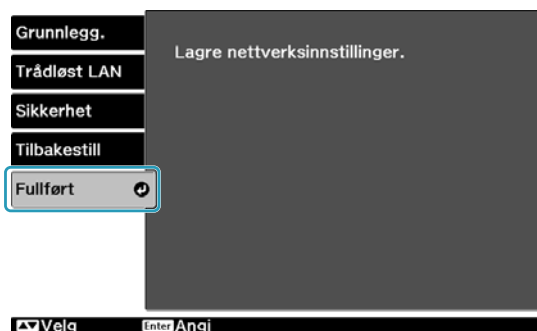 Grunnlegg.
Trådløst LAN
Sikkerhet
Tilbakestill
Fullført
Lagre nettverksinnstillinger.
Velg Enter Angi